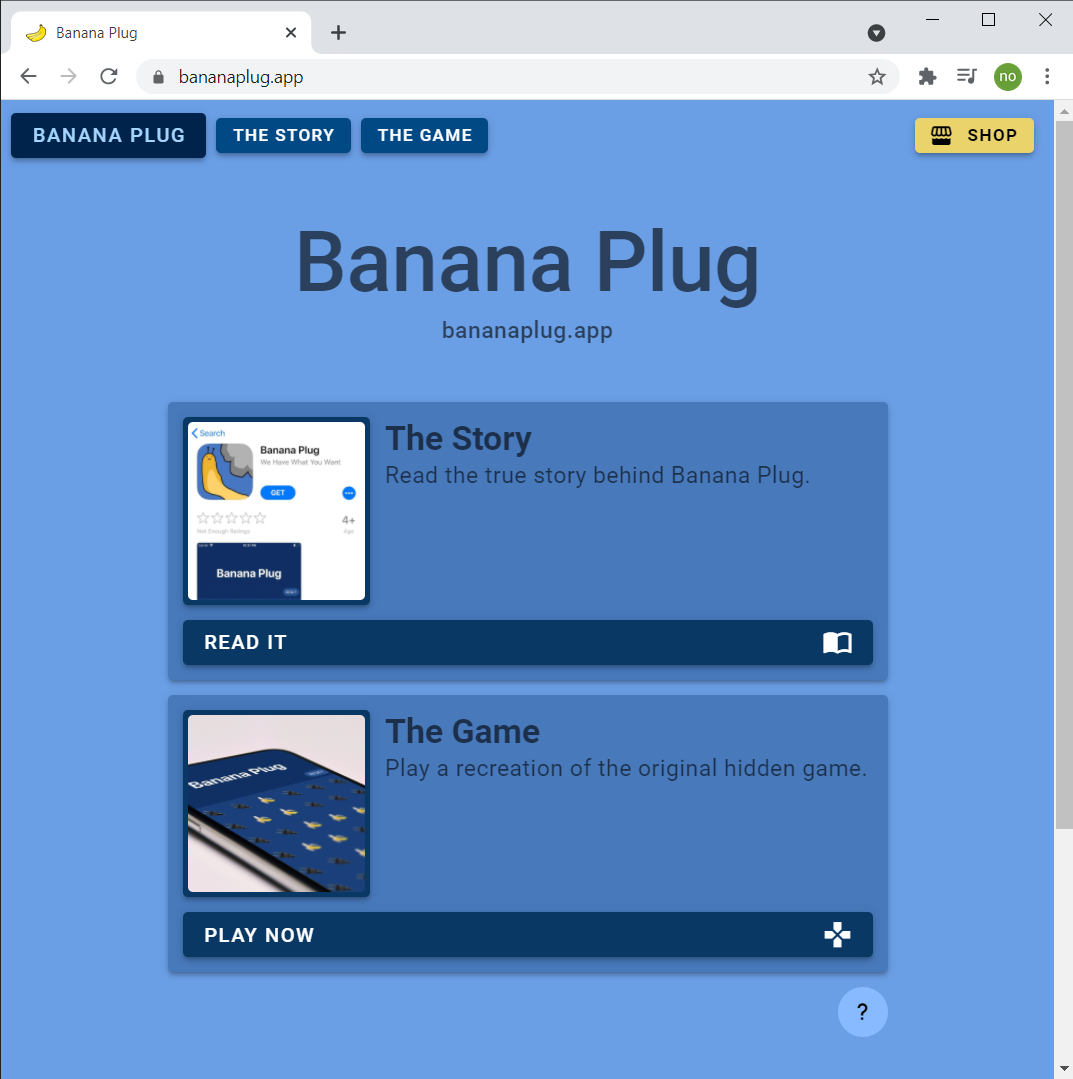 Banana Plug
bananaplug.app
no
BANANA PLUG
THE STORY
THE GAME
SHOP
Banana Plug
bananaplug.app
Search
Banana Plug
We Have What You Want
GET
4+
Not Enough Ratings
Age
Banana Plug
RESET
The Story
Read the true story behind Banana Plug.
READ IT
Banana Plug
RESET
The Game
Play a recreation of the original hidden game.
PLAY NOW
?